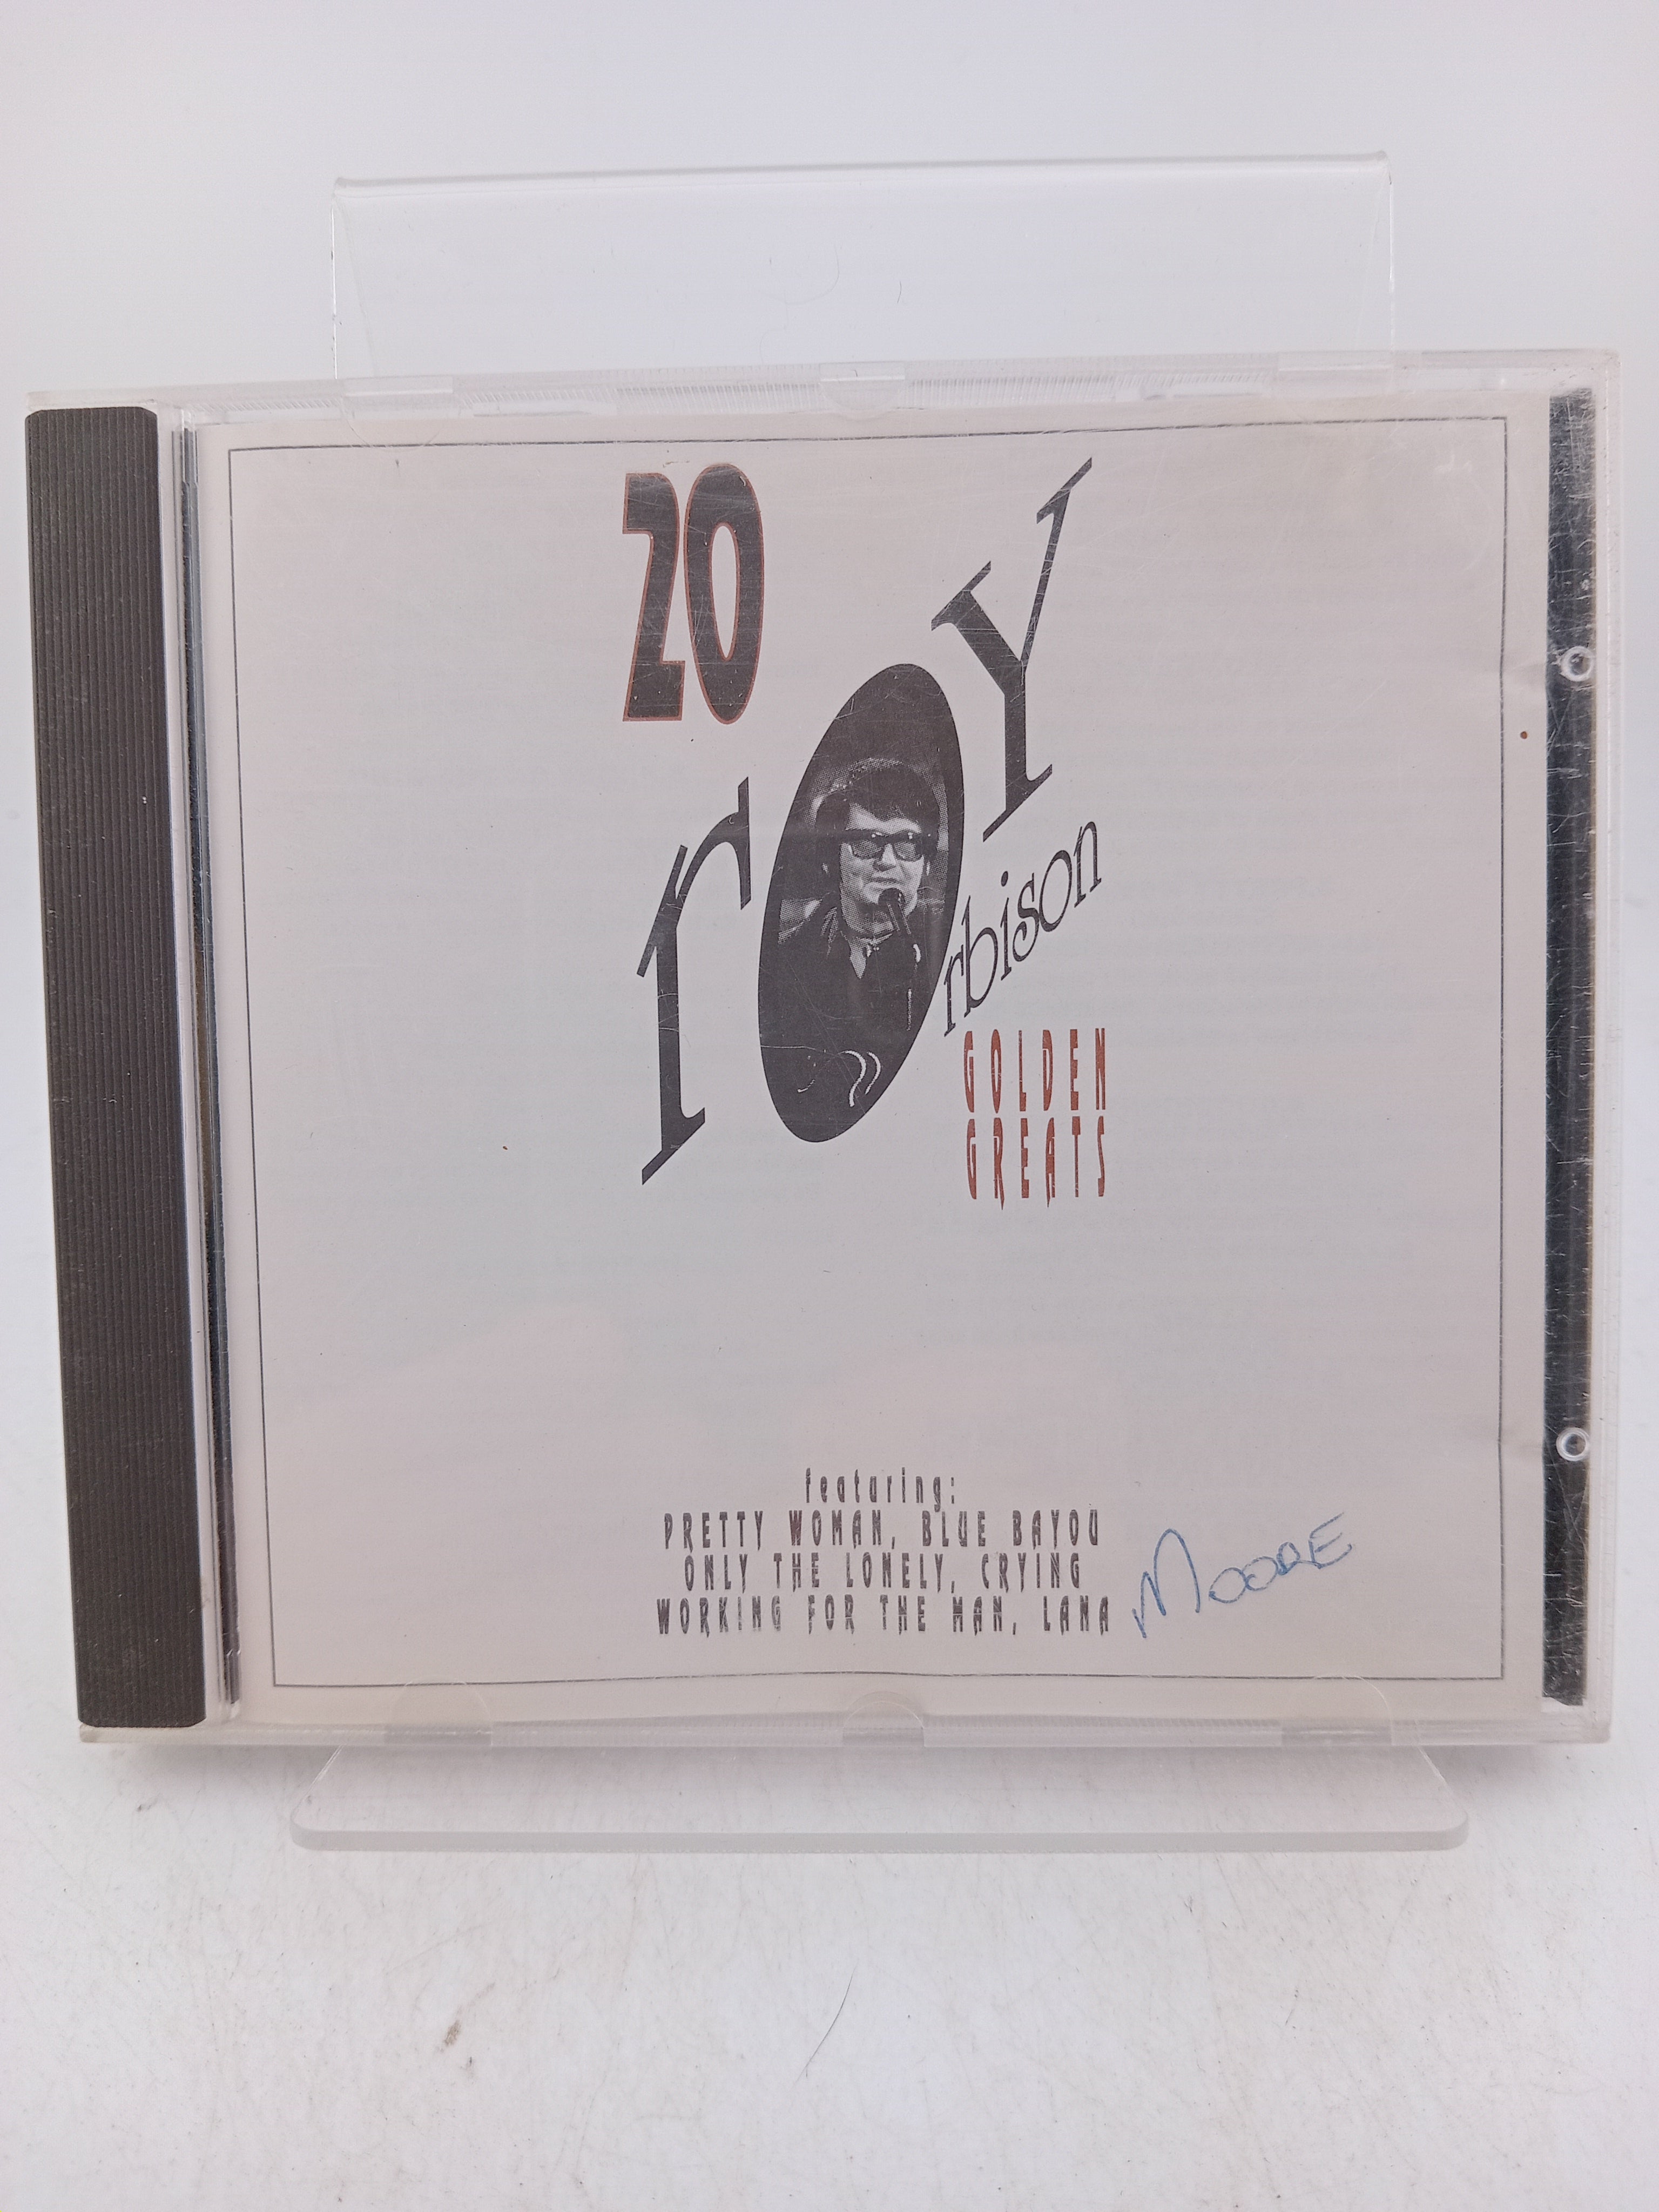 20
rOY
rbison
GOLDEN
GREATS
featuring:
PRETTY WOMAN, BLUE BAYOU
ONLY THE LONELY, CRYING
WORKING FOR THE MAN, LANA
MOORE